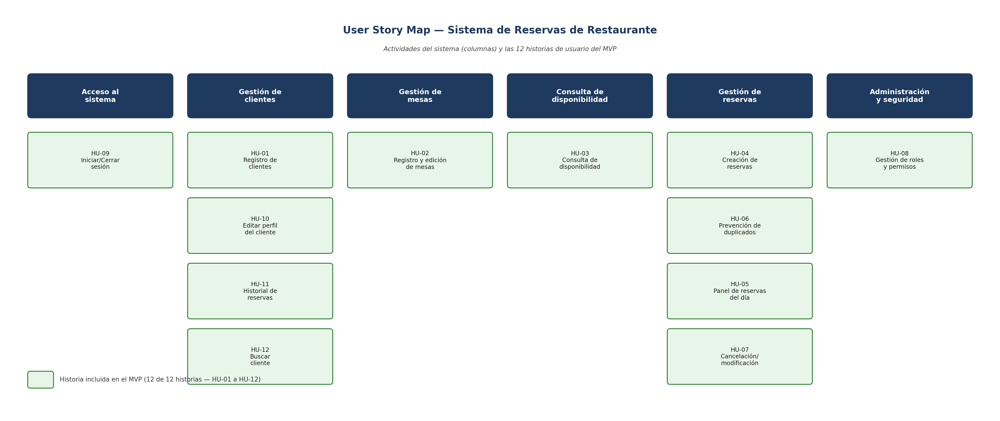 User Story Map — Sistema de Reservas de Restaurante
Actividades del sistema (columnas) y las 12 historias de usuario del MVP
Acceso al
sistema
Gestión de
clientes
Gestión de
mesas
Consulta de
disponibilidad
Gestión de
reservas
Administración
y seguridad
HU-09
Iniciar/Cerrar
sesión
HU-01
Registro de
clientes
HU-02
Registro y edición
de mesas
HU-03
Consulta de
disponibilidad
HU-04
Creación de
reservas
HU-08
Gestión de roles
y permisos
HU-10
Editar perfil
del cliente
HU-06
Prevención de
duplicados
HU-11
Historial de
reservas
HU-05
Panel de reservas
del día
HU-12
Buscar
cliente
HU-07
Cancelación/
modificación
Historia incluida en el MVP (12 de 12 historias — HU-01 a HU-12)